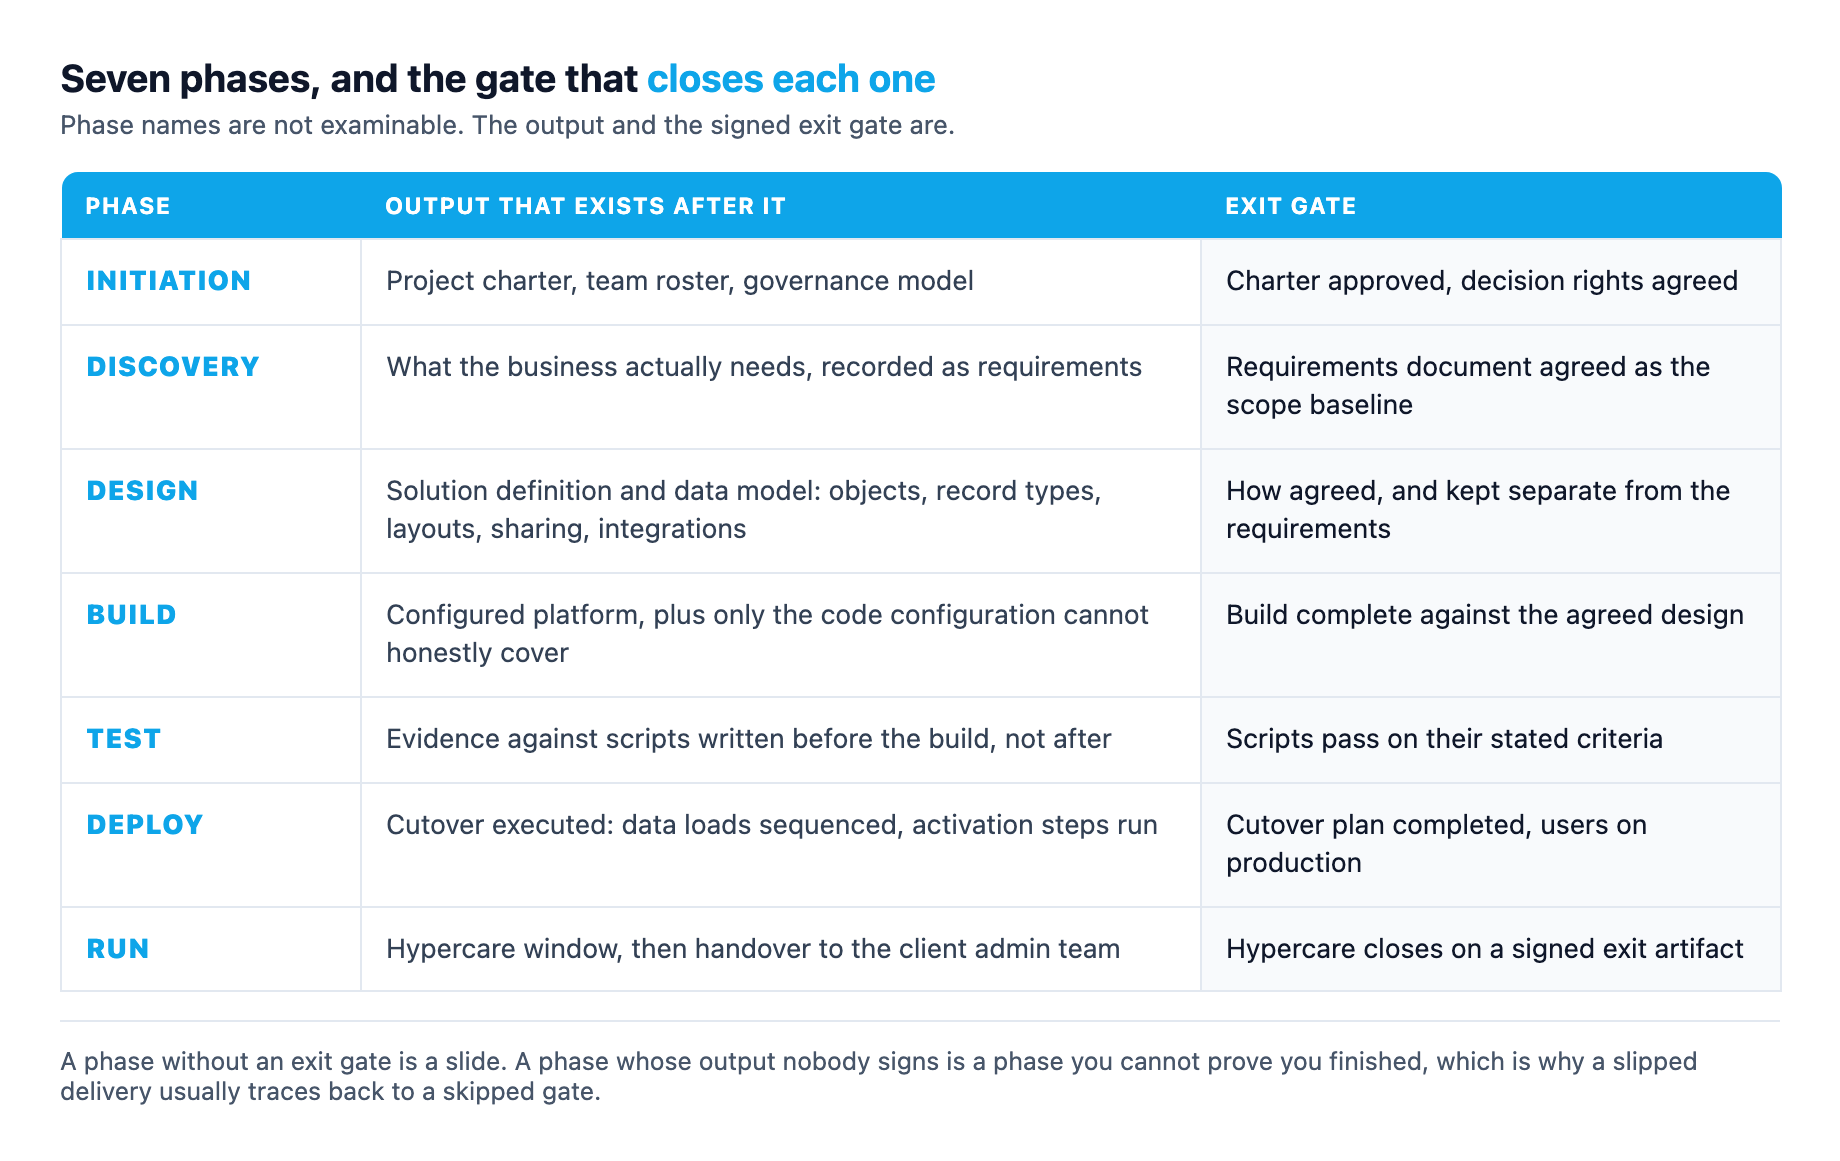 Seven phases, and the gate that closes each one
Phase names are not examinable. The output and the signed exit gate are.
PHASE
OUTPUT THAT EXISTS AFTER IT
EXIT GATE
INITIATION
Project charter, team roster, governance model
Charter approved, decision rights agreed
DISCOVERY
What the business actually needs, recorded as requirements
Requirements document agreed as the
scope baseline
DESIGN
Solution definition and data model: objects, record types,
layouts, sharing, integrations
How agreed, and kept separate from the
requirements
BUILD
Configured platform, plus only the code configuration cannot
honestly cover
Build complete against the agreed design
TEST
Evidence against scripts written before the build, not after
Scripts pass on their stated criteria
DEPLOY
Cutover executed: data loads sequenced, activation steps run
Cutover plan completed, users on
production
RUN
Hypercare window, then handover to the client admin team
Hypercare closes on a signed exit artifact
A phase without an exit gate is a slide. A phase whose output nobody signs is a phase you cannot prove you finished, which is why a slipped
delivery usually traces back to a skipped gate.